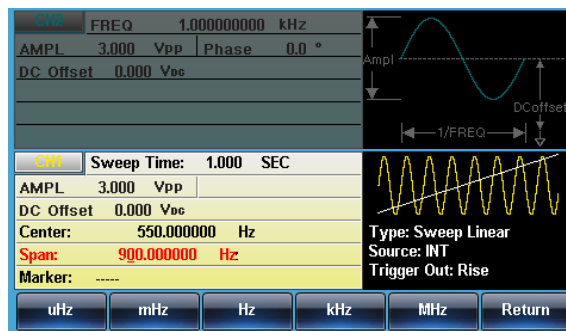 CH2 FREQ 1.000000000 kHz
AMPL 3.000 Vpp Phase 0.0 °
DC Offset 0.000 VDC
Ampl
DCoffset
1/FREQ
CH1 Sweep Time: 1.000 SEC
AMPL 3.000 Vpp
DC Offset 0.000 VDC
Center: 550.000000 Hz
Span: 900.000000 Hz
Marker: -----
Type: Sweep Linear
Source: INT
Trigger Out: Rise
uHz mHz Hz kHz MHz Return